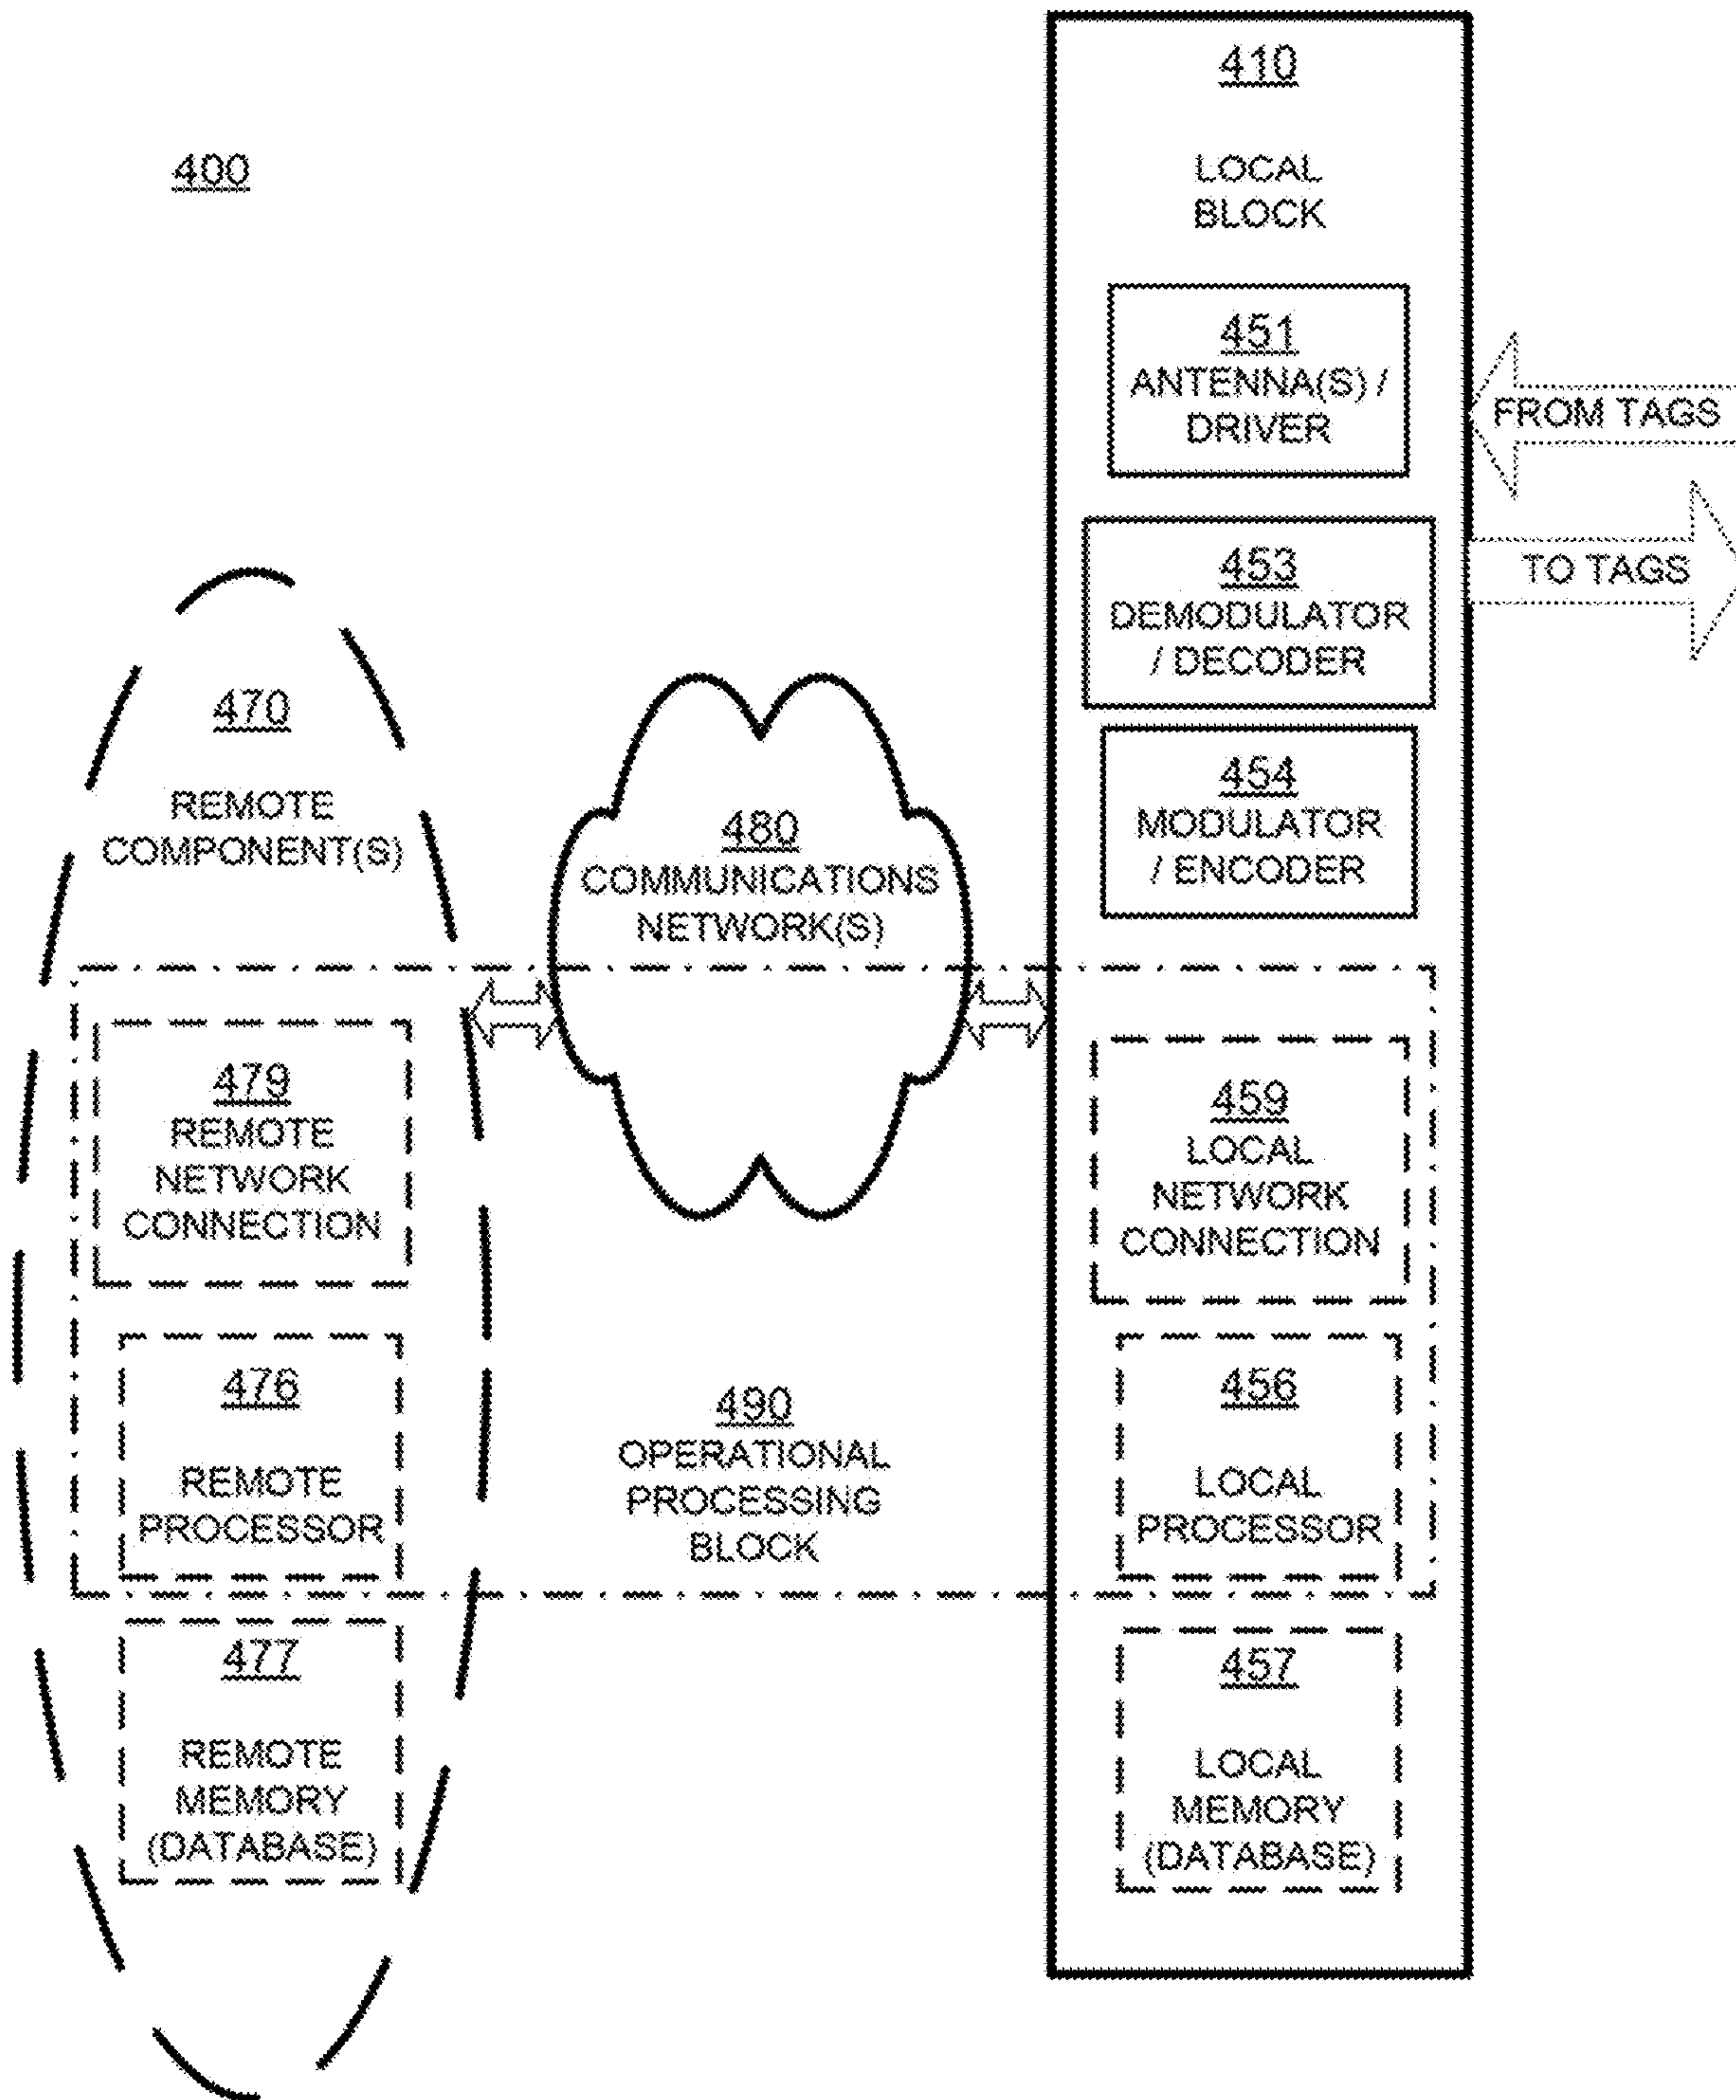 400
410
LOCAL
BLOCK
451
ANTENNA(S) /
DRIVER
FROM TAGS
453
DEMODULATOR
/ DECODER
TO TAGS
454
MODULATOR
/ ENCODER
470
REMOTE
COMPONENT(S)
480
COMMUNICATIONS
NETWORK(S)
479
REMOTE
NETWORK
CONNECTION
459
LOCAL
NETWORK
CONNECTION
476
REMOTE
PROCESSOR
490
OPERATIONAL
PROCESSING
BLOCK
456
LOCAL
PROCESSOR
477
REMOTE
MEMORY
(DATABASE)
457
LOCAL
MEMORY
(DATABASE)